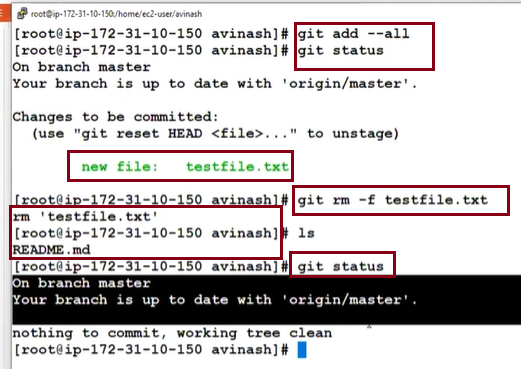 root@ip-172-31-10-150:/home/ec2-user/avinash
[root@ip-172-31-10-150 avinash]# git add --all
[root@ip-172-31-10-150 avinash]# git status
On branch master
Your branch is up to date with 'origin/master'.
Changes to be committed:
(use "git reset HEAD <file>..." to unstage)
new file: testfile.txt
[root@ip-172-31-10-150 avinash]# git rm -f testfile.txt
rm 'testfile.txt'
[root@ip-172-31-10-150 avinash]# ls
README.md
[root@ip-172-31-10-150 avinash]# git status
On branch master
Your branch is up to date with 'origin/master'.
nothing to commit, working tree clean
[root@ip-172-31-10-150 avinash]#